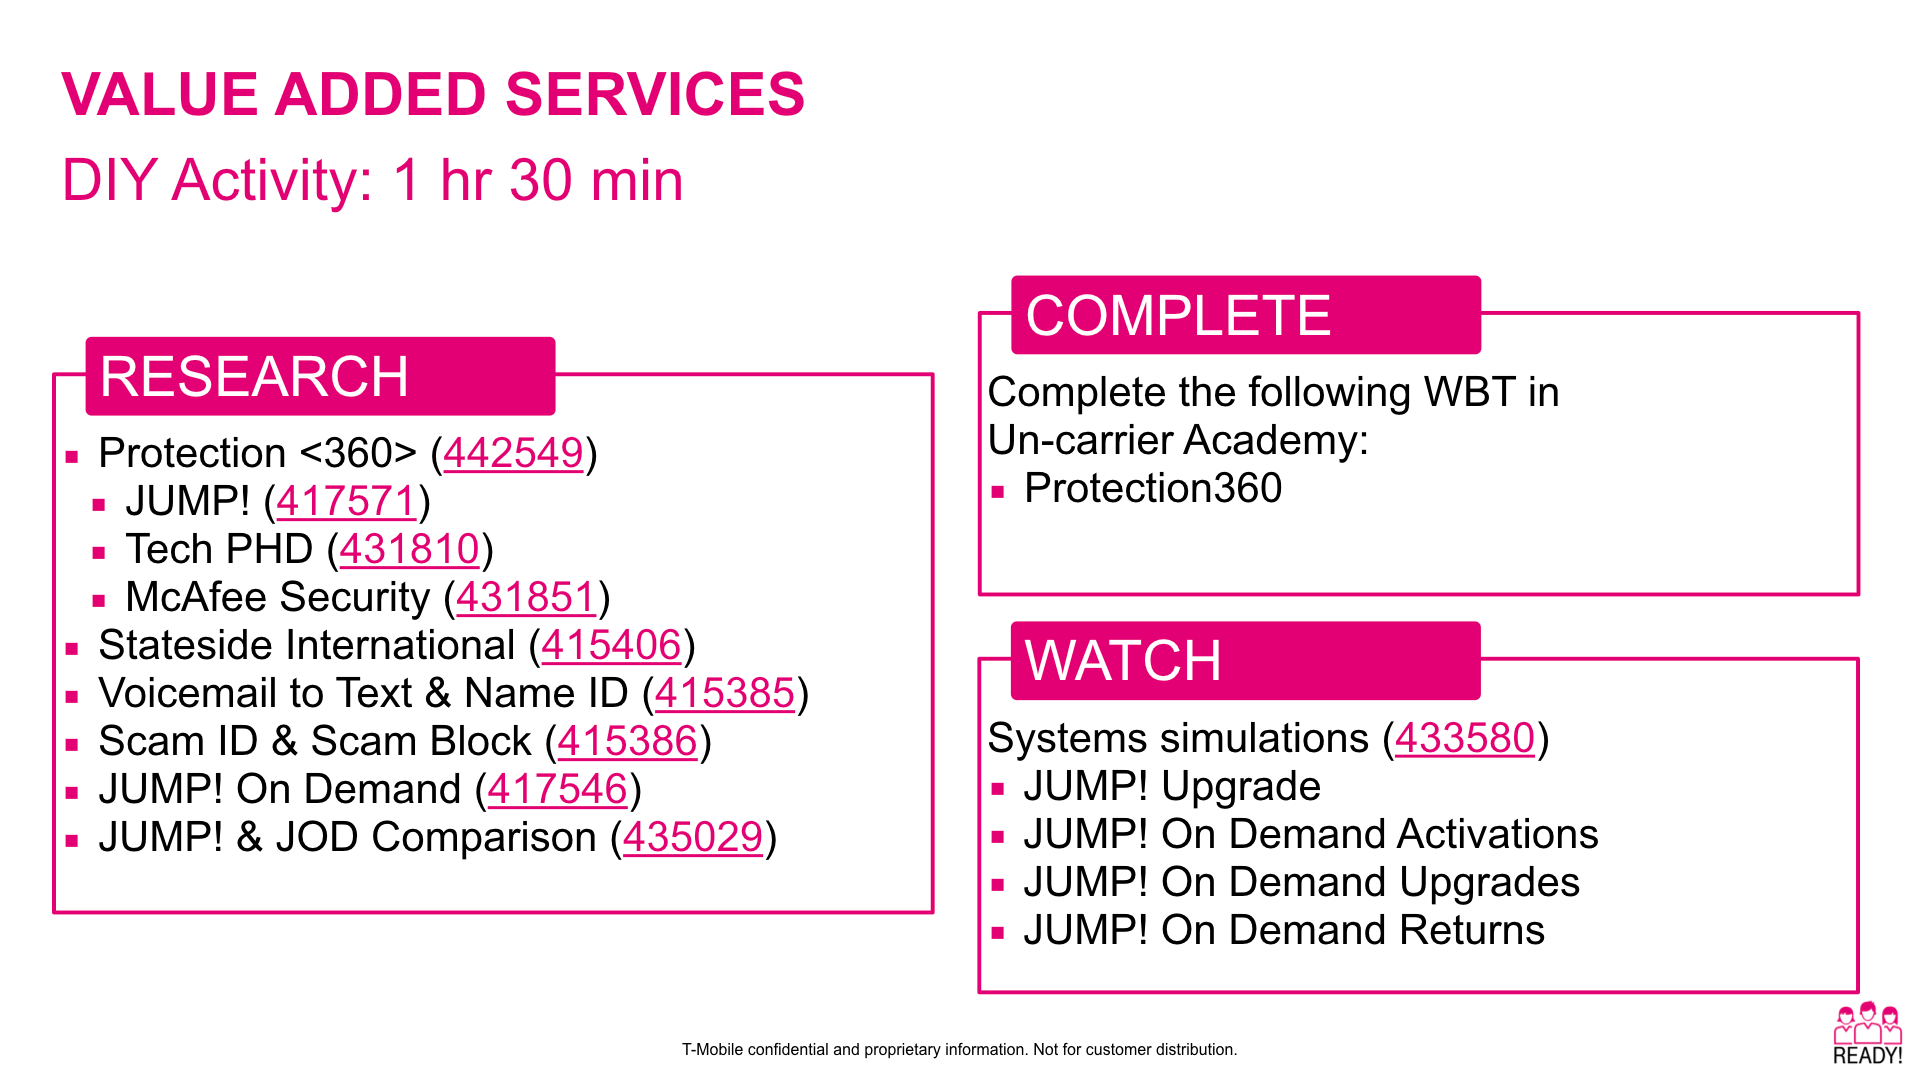 VALUE ADDED SERVICES
DIY Activity: 1 hr 30 min
RESEARCH
▪ Protection <360> (442549)
▪ JUMP! (417571)
▪ Tech PHD (431810)
▪ McAfee Security (431851)
▪ Stateside International (415406)
▪ Voicemail to Text & Name ID (415385)
▪ Scam ID & Scam Block (415386)
▪ JUMP! On Demand (417546)
▪ JUMP! & JOD Comparison (435029)
COMPLETE
Complete the following WBT in
Un-carrier Academy:
▪ Protection360
WATCH
Systems simulations (433580)
▪ JUMP! Upgrade
▪ JUMP! On Demand Activations
▪ JUMP! On Demand Upgrades
▪ JUMP! On Demand Returns
T-Mobile confidential and proprietary information. Not for customer distribution.
READY!